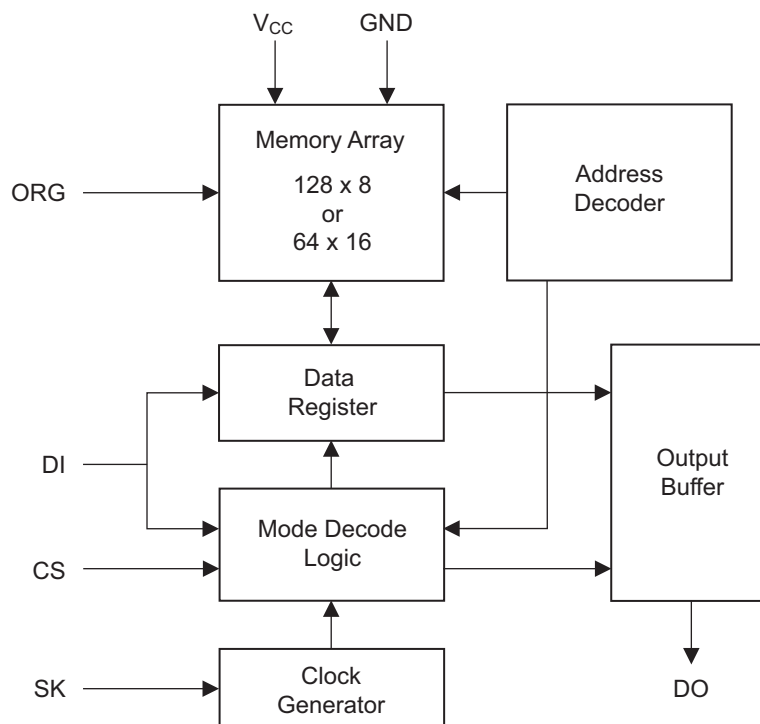 V_CC GND
Memory Array
128 x 8
or
64 x 16
Address
Decoder
ORG
Data
Register
DI
Output
Buffer
Mode Decode
Logic
CS
Clock
Generator
SK
DO